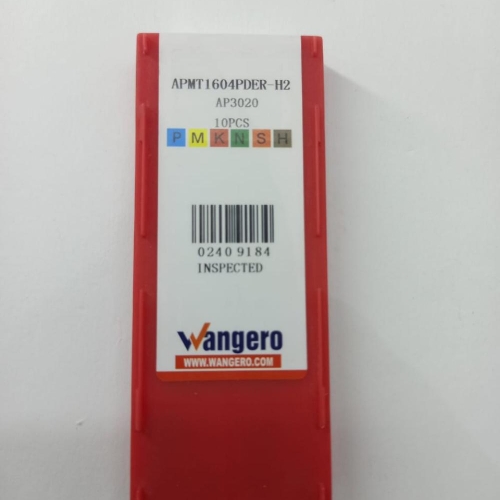 APMT1604PDER-H2
AP3020
10PCS
P M K N S H
02409184
INSPECTED
Wangero
WWW.WANGERO.COM